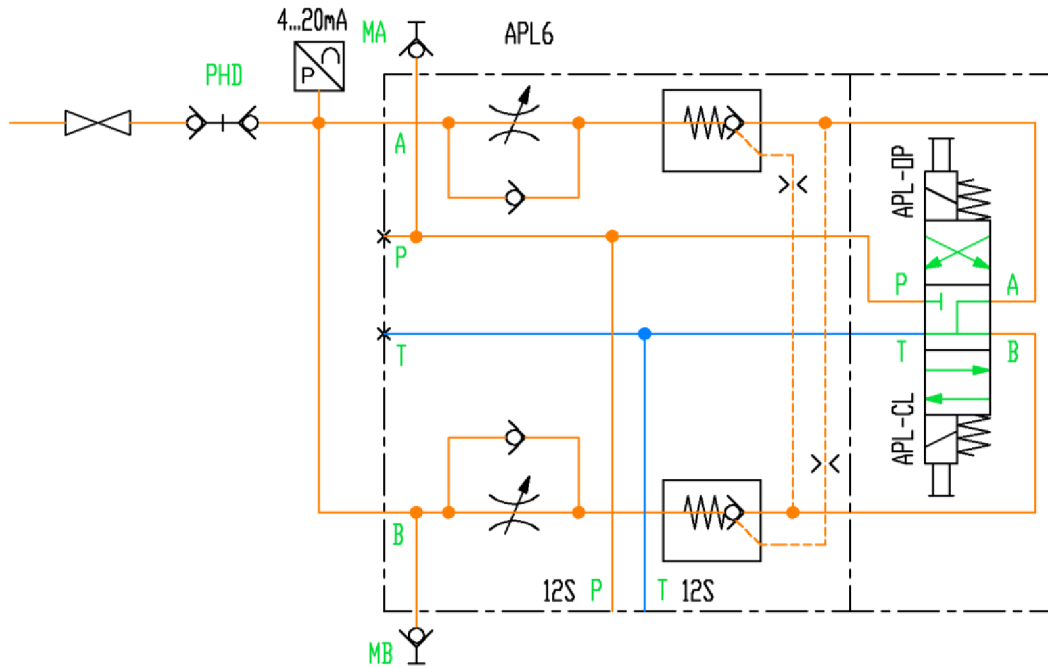 4...20mA
MA
APL6
PHD
P
A
APL-OP
P
P
A
T
T
B
APL-CL
B
12S P T 12S
MB